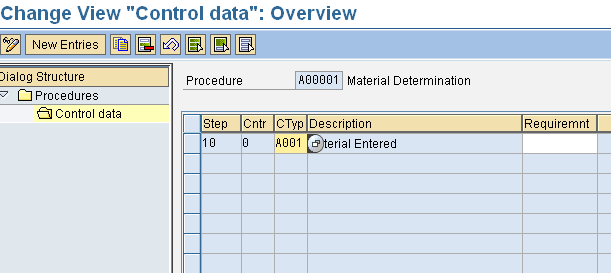 Change View "Control data": Overview
New Entries
Dialog Structure
Procedures
Control data
Procedure A00001 Material Determination
Step Cntr CTyp Description Requiremnt
10 0 A001 terial Entered